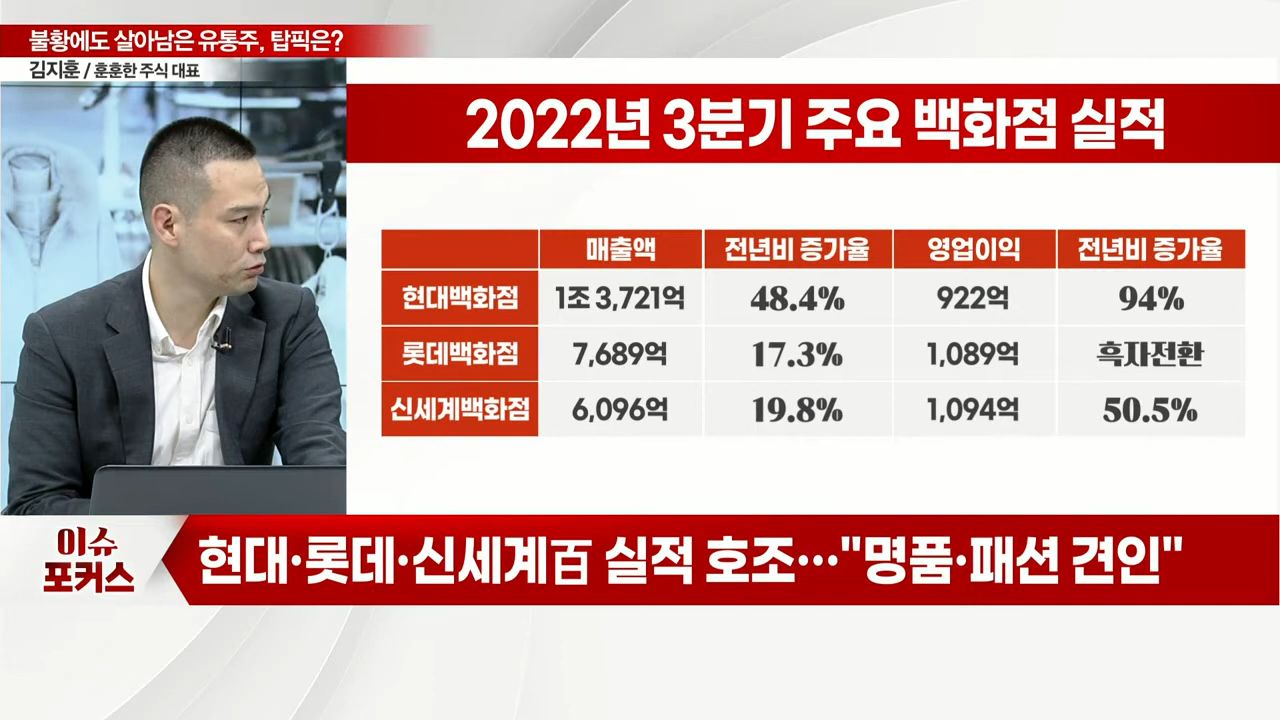 불황에도 살아남은 유통주, 탑픽은?
김지훈 / 훈훈한 주식 대표
2022년 3분기 주요 백화점 실적
매출액 전년비 증가율 영업이익 전년비 증가율
현대백화점 1조 3,721억 48.4% 922억 94%
롯데백화점 7,689억 17.3% 1,089억 흑자전환
신세계백화점 6,096억 19.8% 1,094억 50.5%
이슈
포커스
현대·롯데·신세계百 실적 호조…"명품·패션 견인"